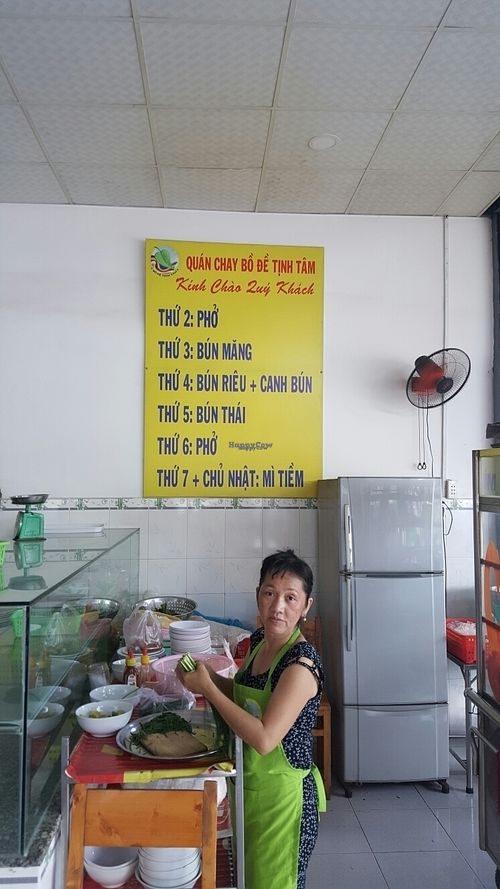 QUÁN CHAY BỒ ĐỀ TỊNH TÂM
Kính Chào Quý Khách
THỨ 2: PHỞ
THỨ 3: BÚN MĂNG
THỨ 4: BÚN RIÊU + CANH BÚN
THỨ 5: BÚN THÁI
THỨ 6: PHỞ
HappyCow
THỨ 7 + CHỦ NHẬT: MÌ TIỀM